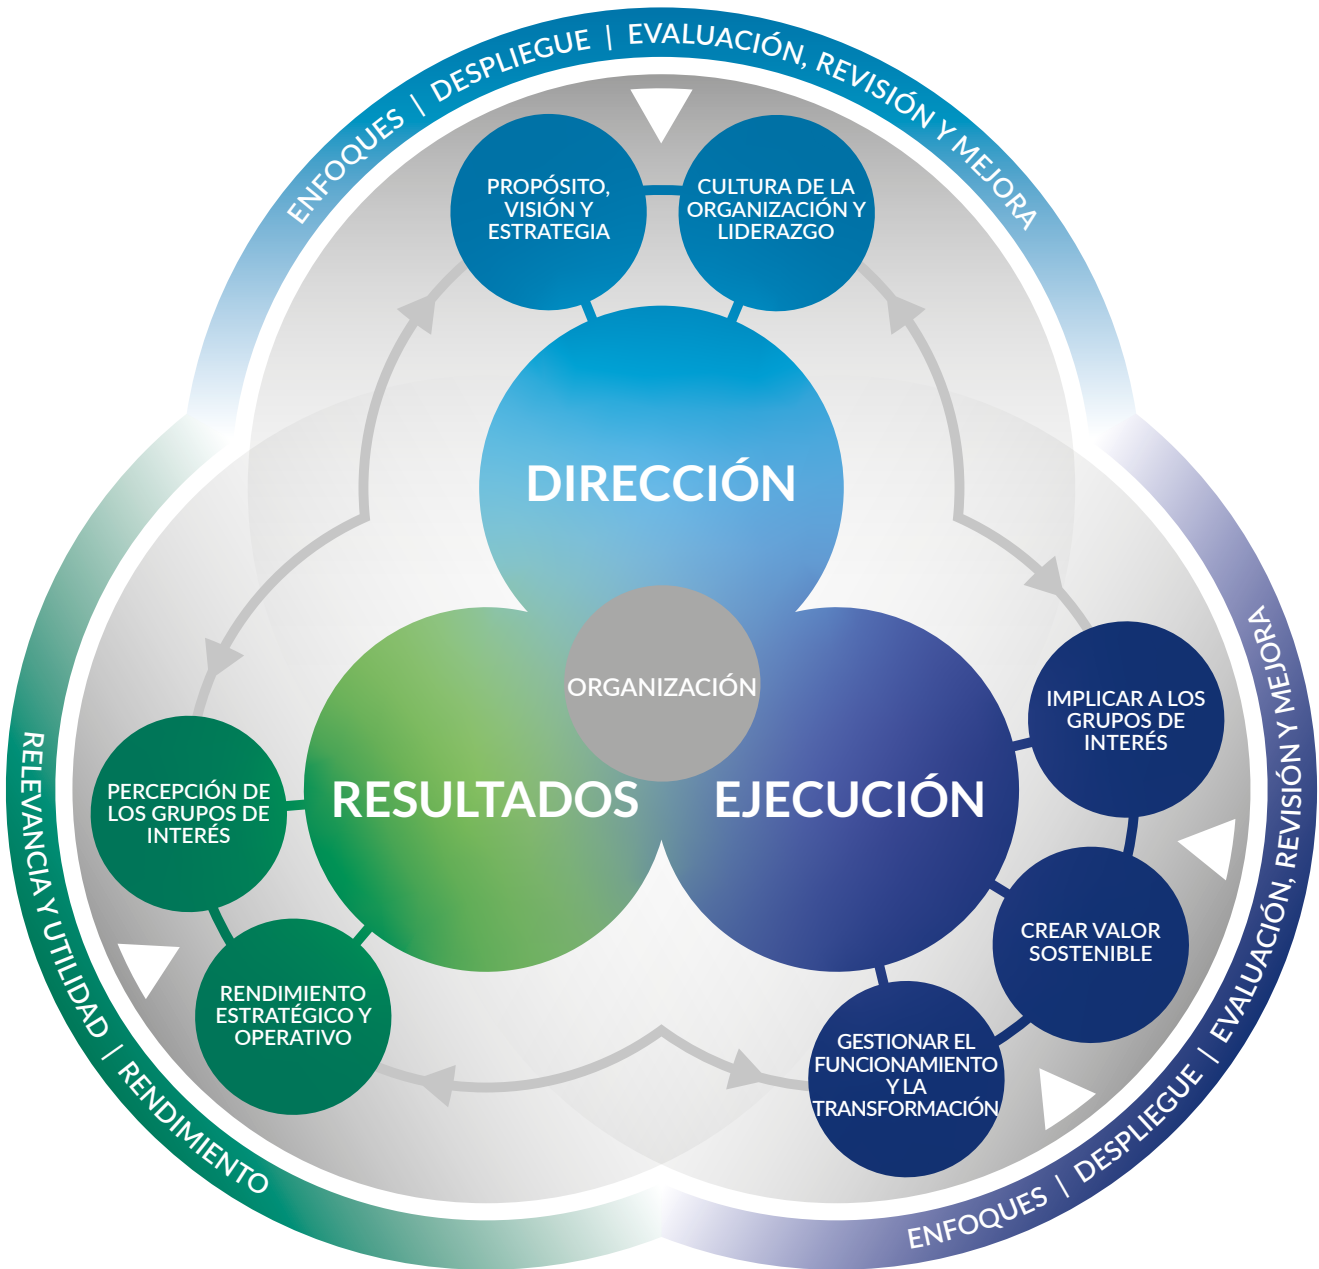 ENFOQUES | DESPLIEGUE | EVALUACIÓN, REVISIÓN Y MEJORA
PROPÓSITO,
VISIÓN Y
ESTRATEGIA
CULTURA DE LA
ORGANIZACIÓN Y
LIDERAZGO
DIRECCIÓN
ORGANIZACIÓN
RESULTADOS
EJECUCIÓN
IMPLICAR A LOS
GRUPOS DE
INTERÉS
CREAR VALOR
SOSTENIBLE
GESTIONAR EL
FUNCIONAMIENTO
Y LA
TRANSFORMACIÓN
ENFOQUES | DESPLIEGUE | EVALUACIÓN, REVISIÓN Y MEJORA
PERCEPCIÓN DE
LOS GRUPOS DE
INTERÉS
RENDIMIENTO
ESTRATÉGICO Y
OPERATIVO
RELEVANCIA Y UTILIDAD | RENDIMIENTO